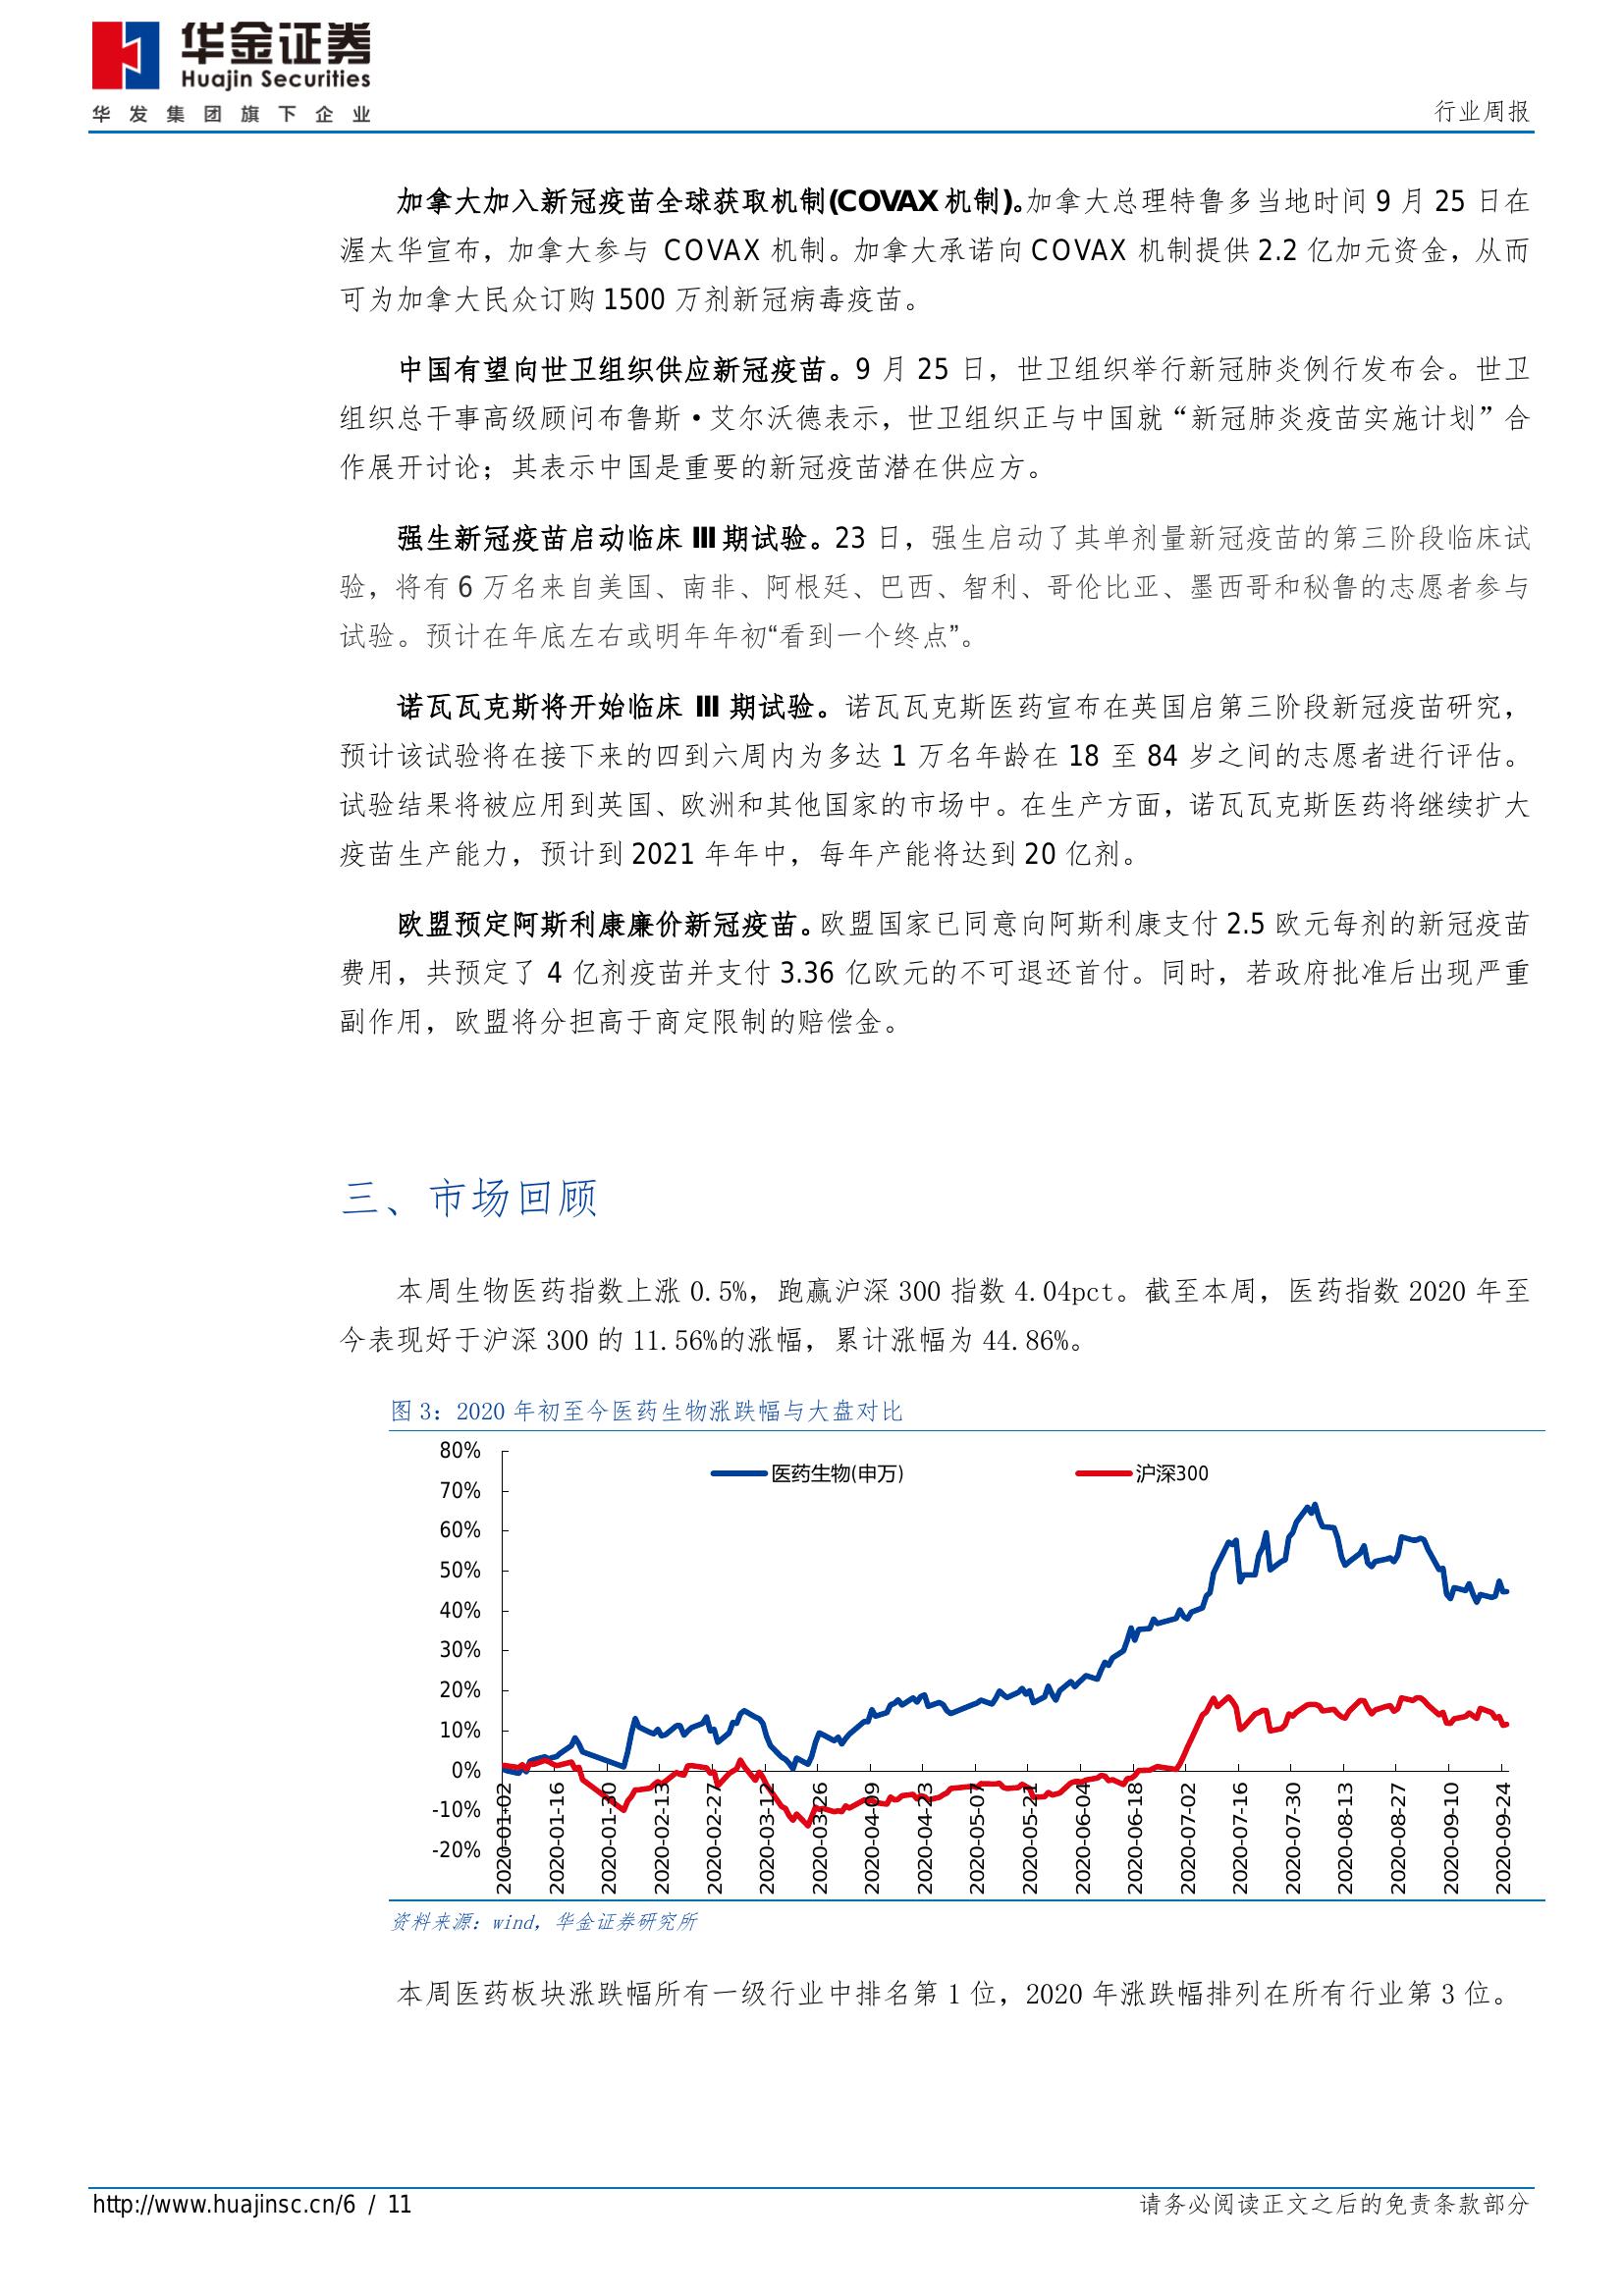 华金证券
Huajin Securities
华发集团旗下企业
行业周报
加拿大加入新冠疫苗全球获取机制(COVAX 机制)。加拿大总理特鲁多当地时间 9 月 25 日在
渥太华宣布，加拿大参与 COVAX 机制。加拿大承诺向 COVAX 机制提供 2.2 亿加元资金，从而
可为加拿大民众订购 1500 万剂新冠病毒疫苗。
中国有望向世卫组织供应新冠疫苗。9 月 25 日，世卫组织举行新冠肺炎例行发布会。世卫
组织总干事高级顾问布鲁斯·艾尔沃德表示，世卫组织正与中国就“新冠肺炎疫苗实施计划”合
作展开讨论；其表示中国是重要的新冠疫苗潜在供应方。
强生新冠疫苗启动临床 III 期试验。23 日，强生启动了其单剂量新冠疫苗的第三阶段临床试
验，将有 6 万名来自美国、南非、阿根廷、巴西、智利、哥伦比亚、墨西哥和秘鲁的志愿者参与
试验。预计在年底左右或明年年初“看到一个终点”。
诺瓦瓦克斯将开始临床 III 期试验。诺瓦瓦克斯医药宣布在英国启第三阶段新冠疫苗研究，
预计该试验将在接下来的四到六周内为多达 1 万名年龄在 18 至 84 岁之间的志愿者进行评估。
试验结果将被应用到英国、欧洲和其他国家的市场中。在生产方面，诺瓦瓦克斯医药将继续扩大
疫苗生产能力，预计到 2021 年年中，每年产能将达到 20 亿剂。
欧盟预定阿斯利康廉价新冠疫苗。欧盟国家已同意向阿斯利康支付 2.5 欧元每剂的新冠疫苗
费用，共预定了 4 亿剂疫苗并支付 3.36 亿欧元的不可退还首付。同时，若政府批准后出现严重
副作用，欧盟将分担高于商定限制的赔偿金。
三、市场回顾
本周生物医药指数上涨 0.5%，跑赢沪深 300 指数 4.04pct。截至本周，医药指数 2020 年至
今表现好于沪深 300 的 11.56%的涨幅，累计涨幅为 44.86%。
图 3：2020 年初至今医药生物涨跌幅与大盘对比
医药生物(申万)
沪深300
80%
70%
60%
50%
40%
30%
20%
10%
0%
-10%
-20%
2020-01-02
2020-01-16
2020-01-30
2020-02-13
2020-02-27
2020-03-12
2020-03-26
2020-04-09
2020-04-23
2020-05-07
2020-05-21
2020-06-04
2020-06-18
2020-07-02
2020-07-16
2020-07-30
2020-08-13
2020-08-27
2020-09-10
2020-09-24
资料来源：wind，华金证券研究所
本周医药板块涨跌幅所有一级行业中排名第 1 位，2020 年涨跌幅排列在所有行业第 3 位。
http://www.huajinsc.cn/6 / 11
请务必阅读正文之后的免责条款部分